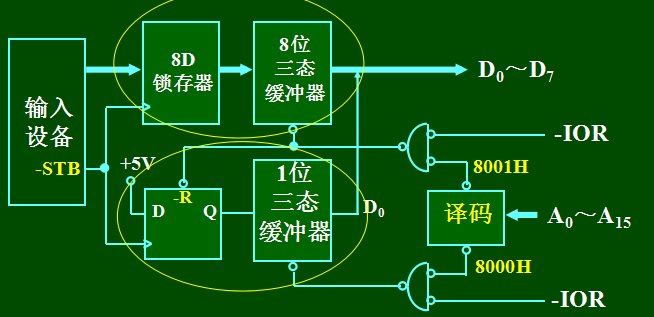 输入
设备
-STB
8D
锁存器
8位
三态
缓冲器
D₀～D₇
-IOR
8001H
+5V
-R
D
Q
1位
三态
缓冲器
D₀
译码
A₀～A₁₅
8000H
-IOR